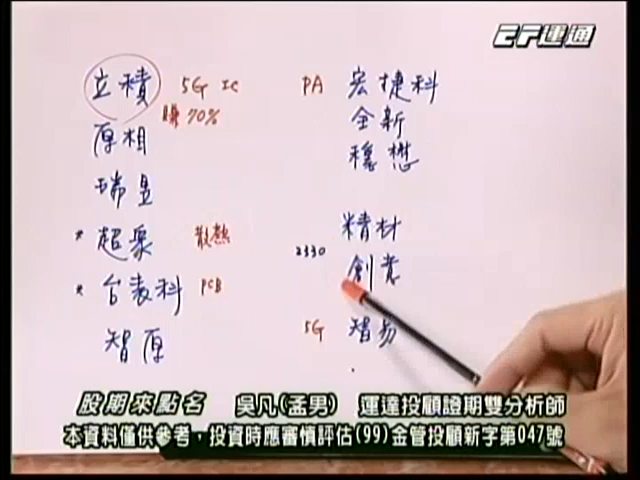 運通
立積 5G IC
賺70%
厚相
瑞昱
* 超眾 散熱
* 台表科 PCB
智原
PA 宏捷科
全新
穩懋
精材
2330
創意
5G 智易
股期來點名 吳凡(孟男) 運達投顧證期雙分析師
本資料僅供參考，投資時應審慎評估(99)金管投顧新字第047號